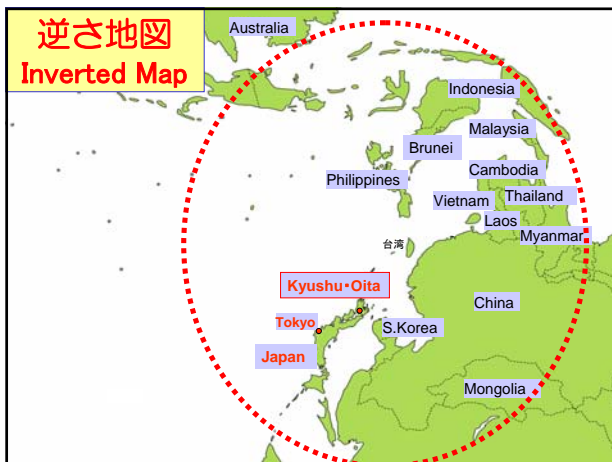 逆さ地図
Inverted Map
Australia
Indonesia
Malaysia
Brunei
Cambodia
Philippines
Vietnam
Thailand
Laos
Myanmar
台湾
Kyushu・Oita
China
Tokyo
S.Korea
Japan
Mongolia